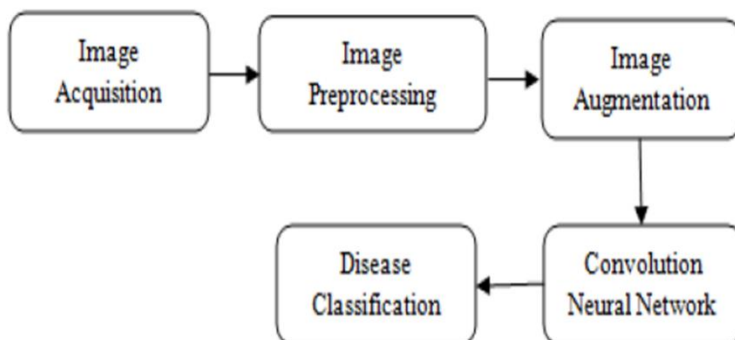 Image
Acquisition
Image
Preprocessing
Image
Augmentation
Convolution
Neural Network
Disease
Classification